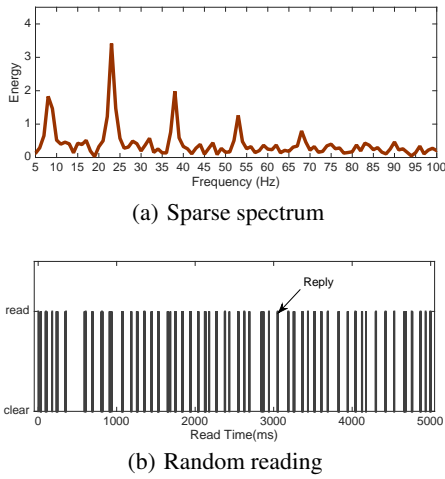 4
3
2
1
0
Energy
5 10 15 20 25 30 35 40 45 50 55 60 65 70 75 80 85 90 95 100
Frequency (Hz)
(a) Sparse spectrum
Reply
read
clear
0 1000 2000 3000 4000 5000
Read Time(ms)
(b) Random reading